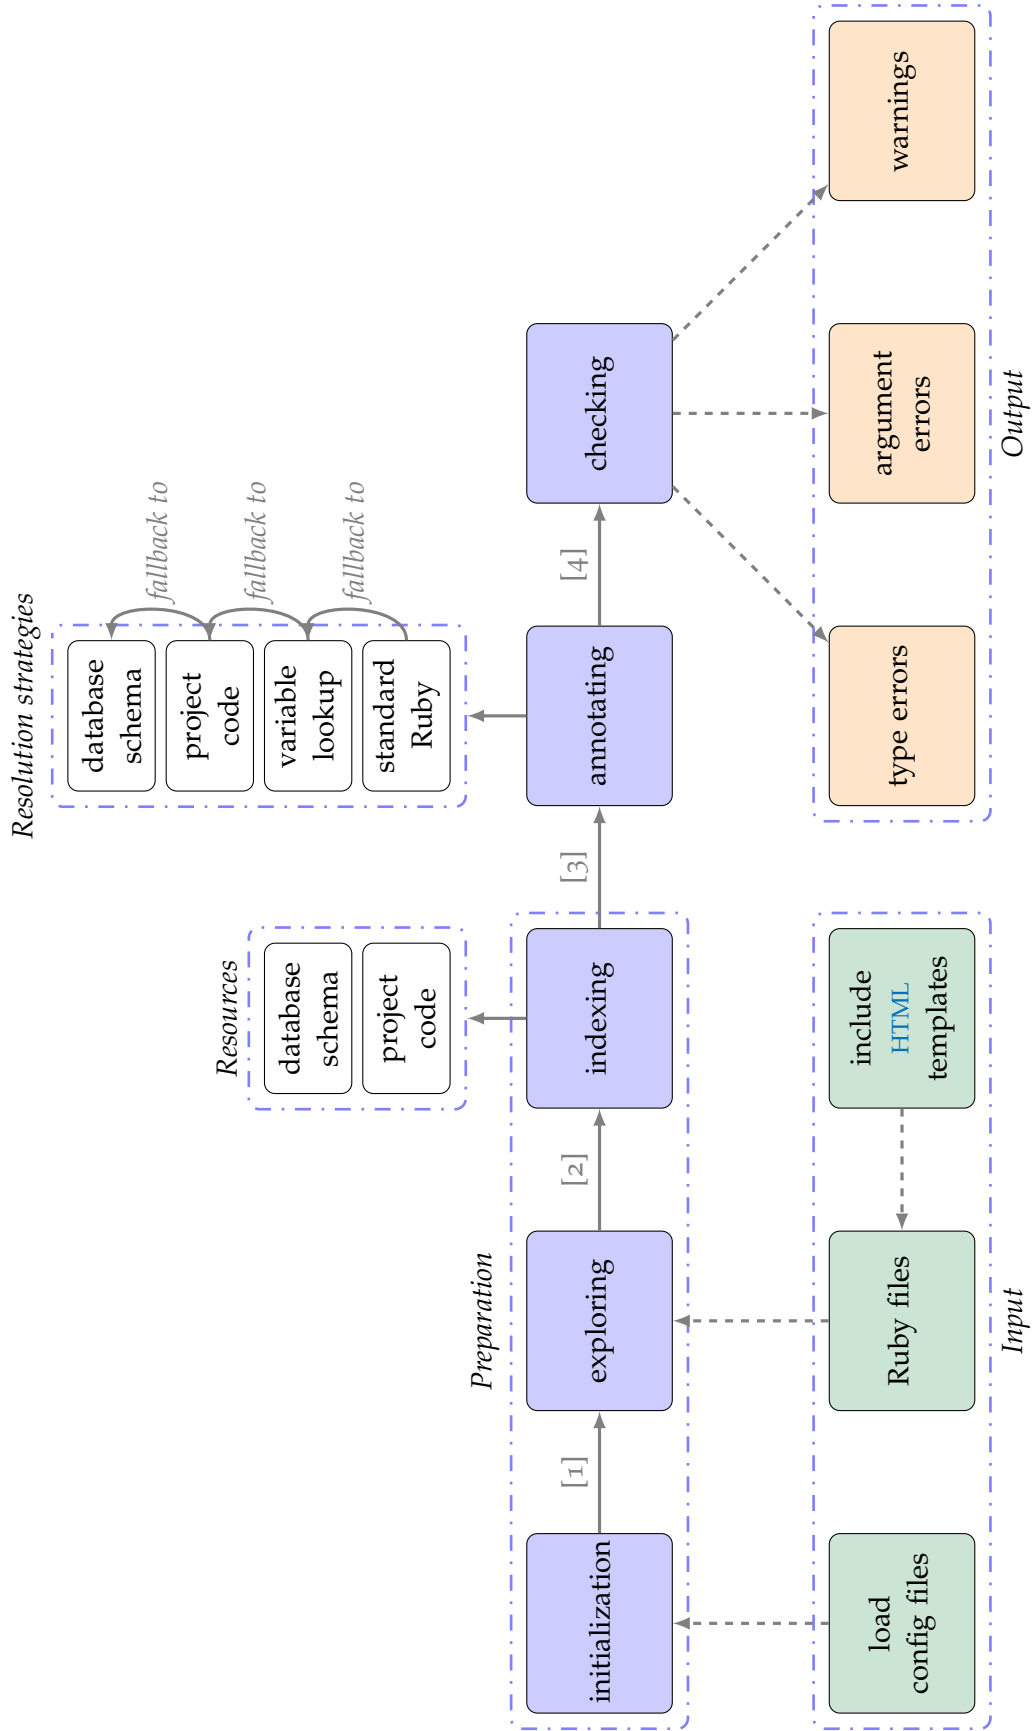 Resolution strategies
database
schema
project
code
variable
lookup
standard
Ruby
fallback to
fallback to
fallback to
Resources
database
schema
project
code
Preparation
initialization
[1]
exploring
[2]
indexing
[3]
annotating
[4]
checking
load
config files
Ruby files
include
HTML
templates
Input
type errors
argument
errors
warnings
Output